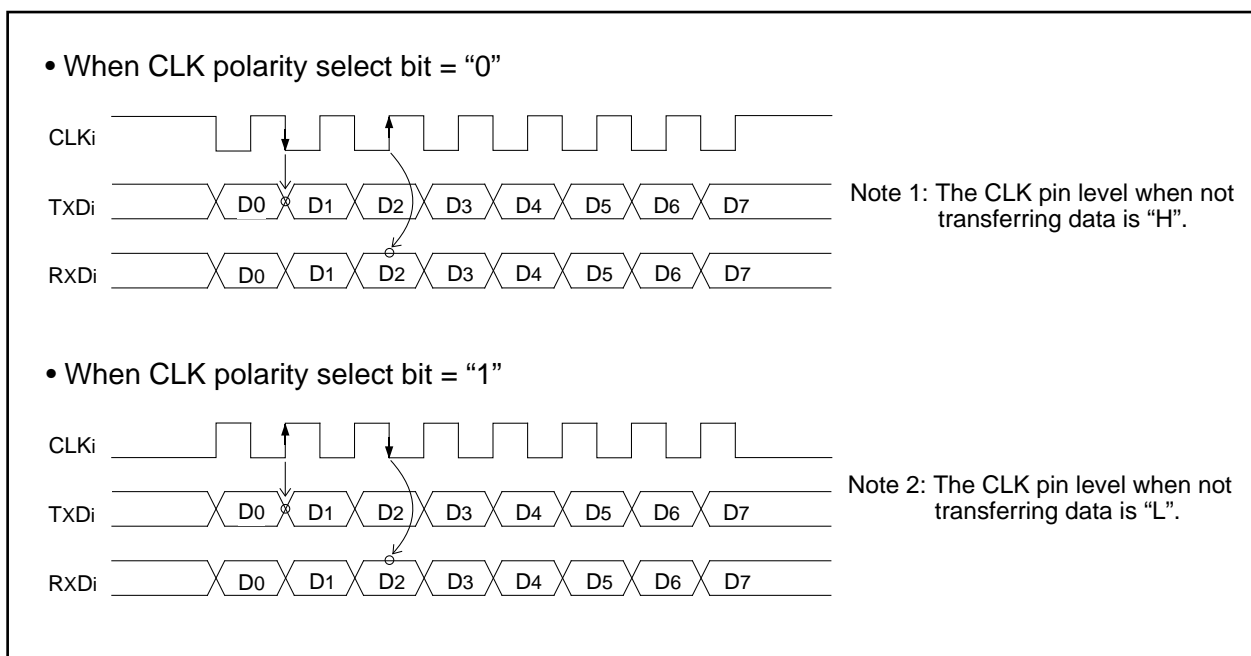 • When CLK polarity select bit = “0”
CLKi
TXDi D0 D1 D2 D3 D4 D5 D6 D7
RXDi D0 D1 D2 D3 D4 D5 D6 D7
Note 1: The CLK pin level when not
transferring data is “H”.
• When CLK polarity select bit = “1”
CLKi
TXDi D0 D1 D2 D3 D4 D5 D6 D7
RXDi D0 D1 D2 D3 D4 D5 D6 D7
Note 2: The CLK pin level when not
transferring data is “L”.